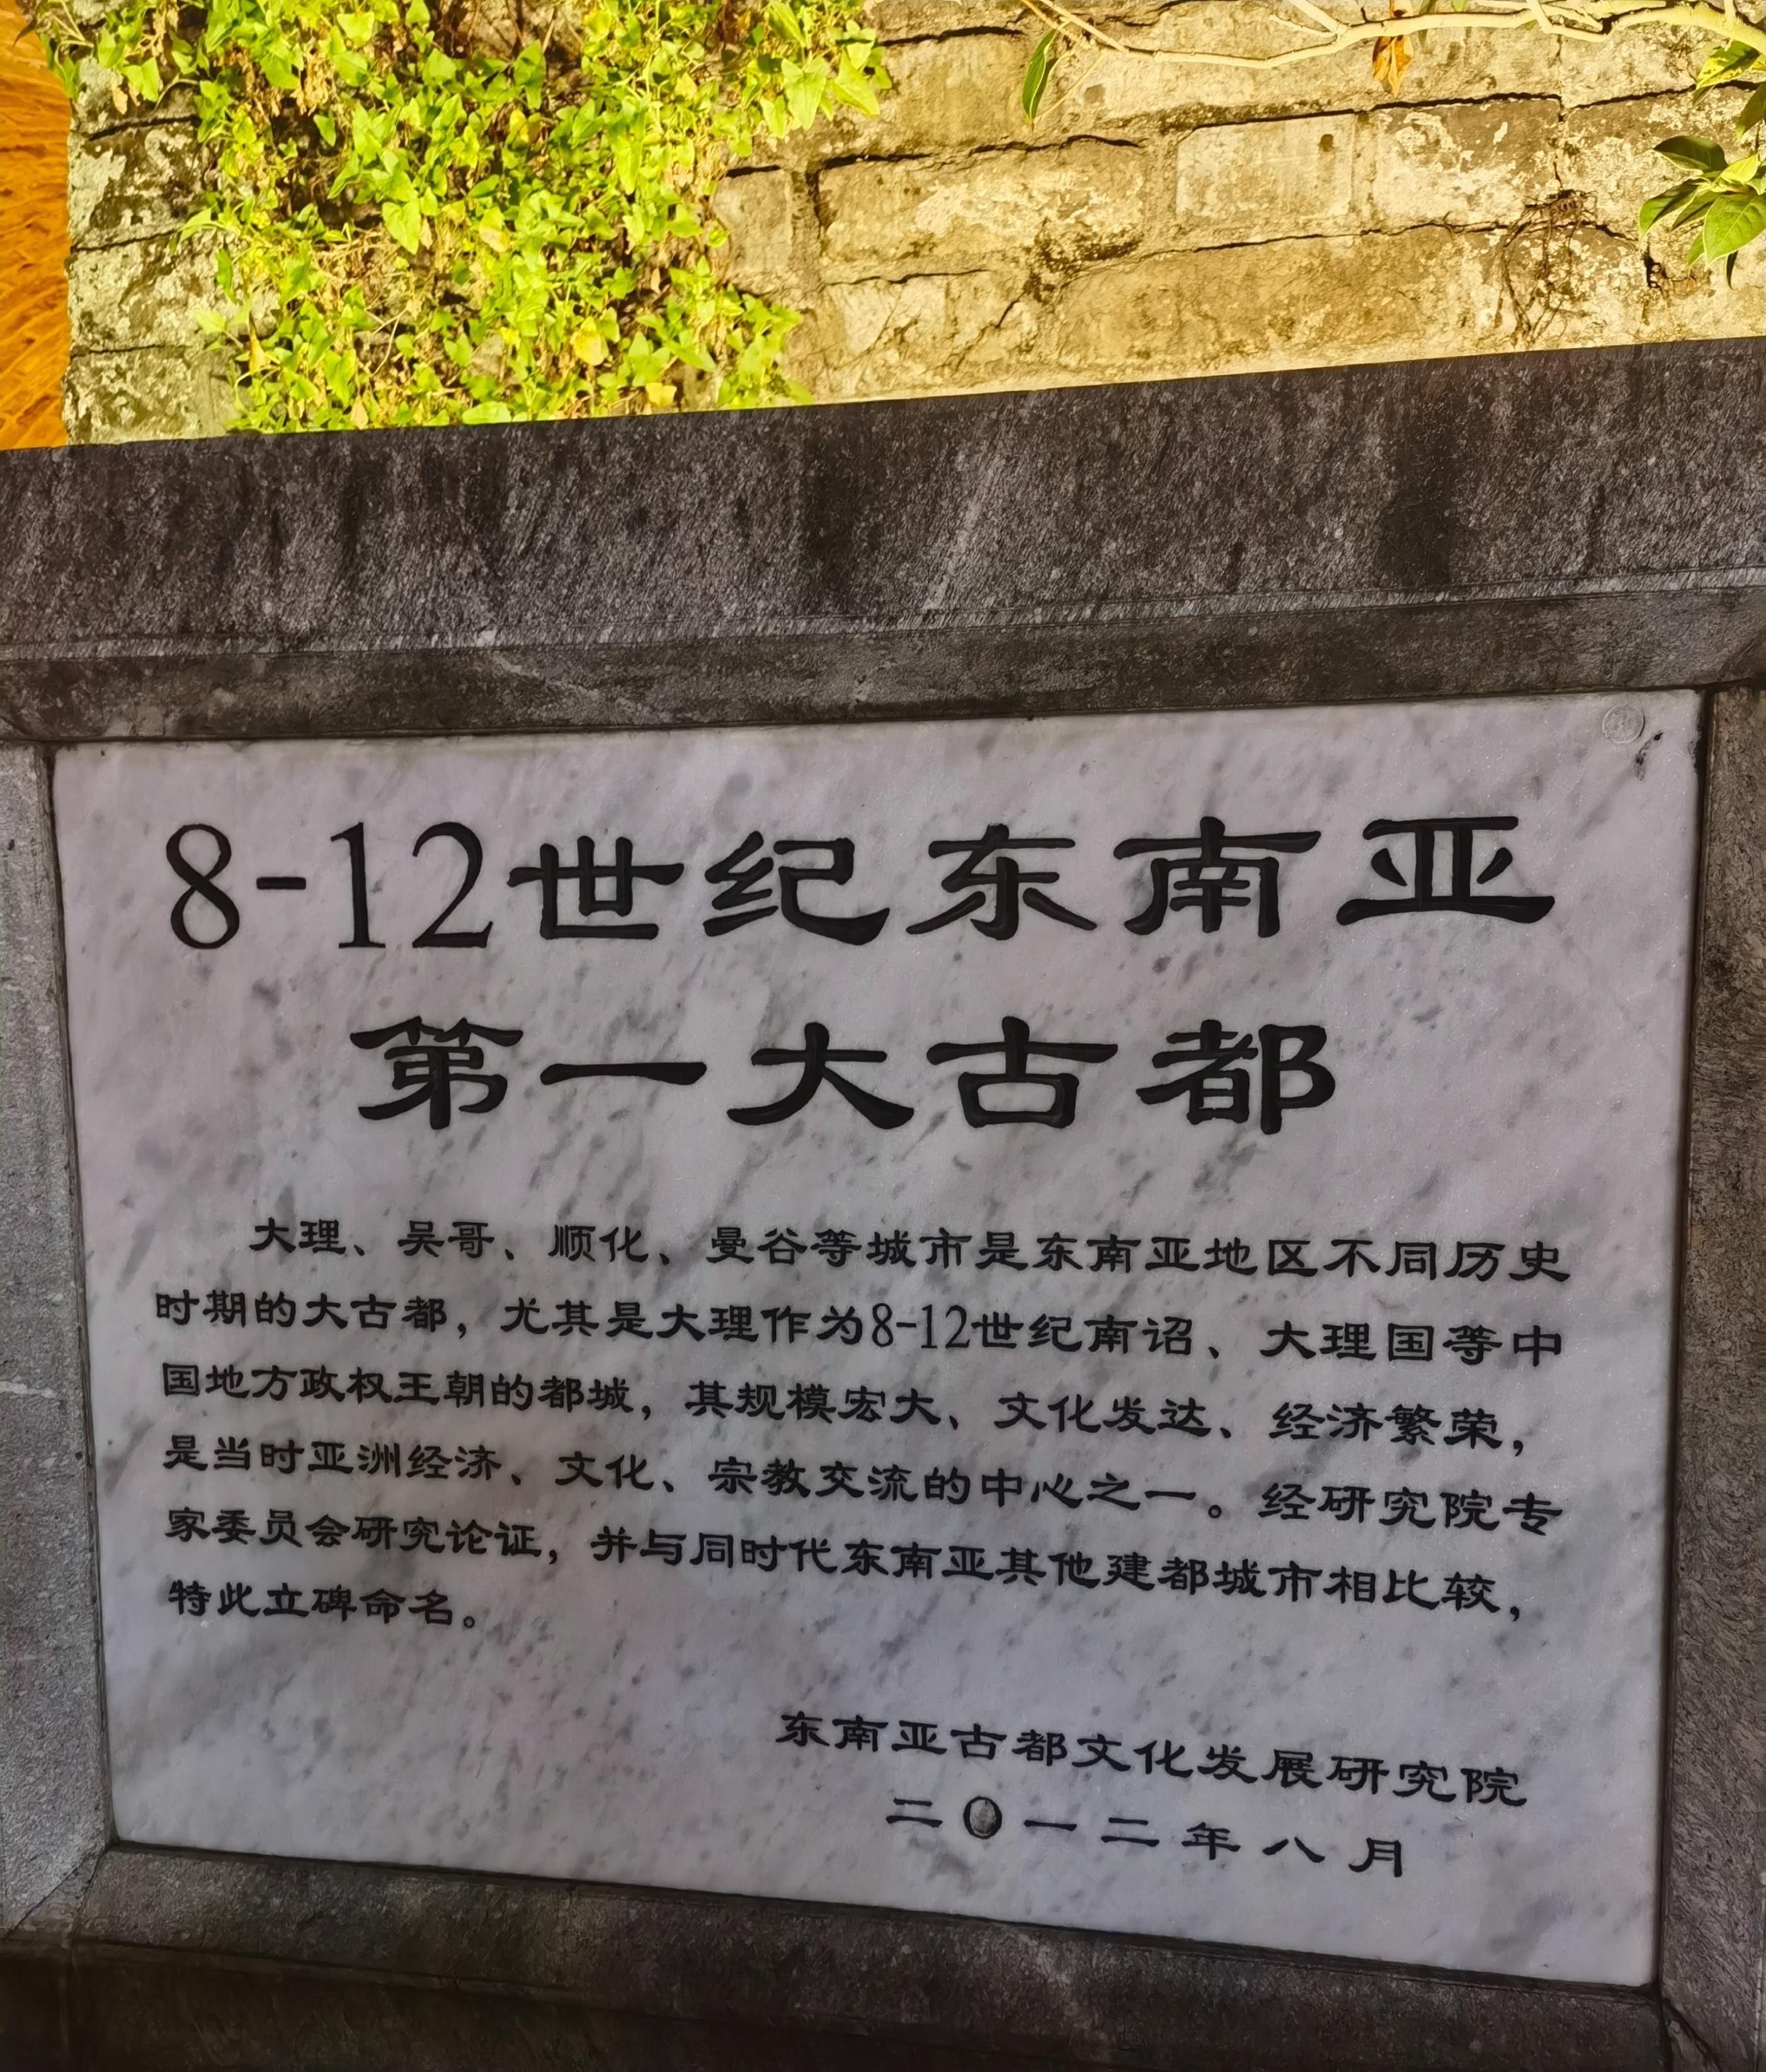 8-12世纪东南亚
第一大古都
大理、吴哥、顺化、曼谷等城市是东南亚地区不同历史
时期的大古都，尤其是大理作为8-12世纪南诏、大理国等中
国地方政权王朝的都城，其规模宏大、文化发达、经济繁荣，
是当时亚洲经济、文化、宗教交流的中心之一。经研究院专
家委员会研究论证，并与同时代东南亚其他建都城市相比较，
特此立碑命名。
东南亚古都文化发展研究院
二〇一二年八月